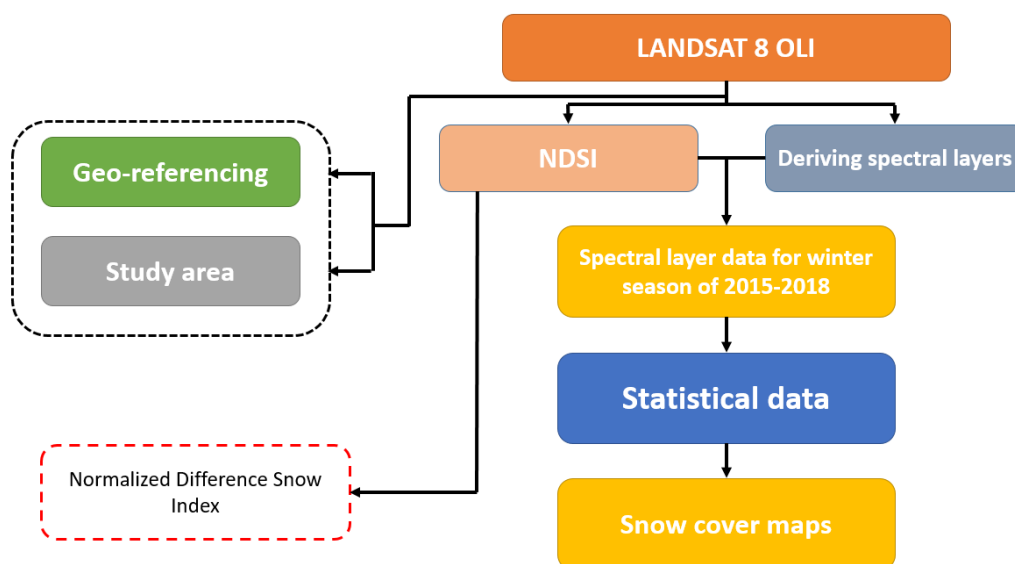 LANDSAT 8 OLI
Geo-referencing
NDSI
Deriving spectral layers
Study area
Spectral layer data for winter
season of 2015-2018
Statistical data
Normalized Difference Snow
Index
Snow cover maps